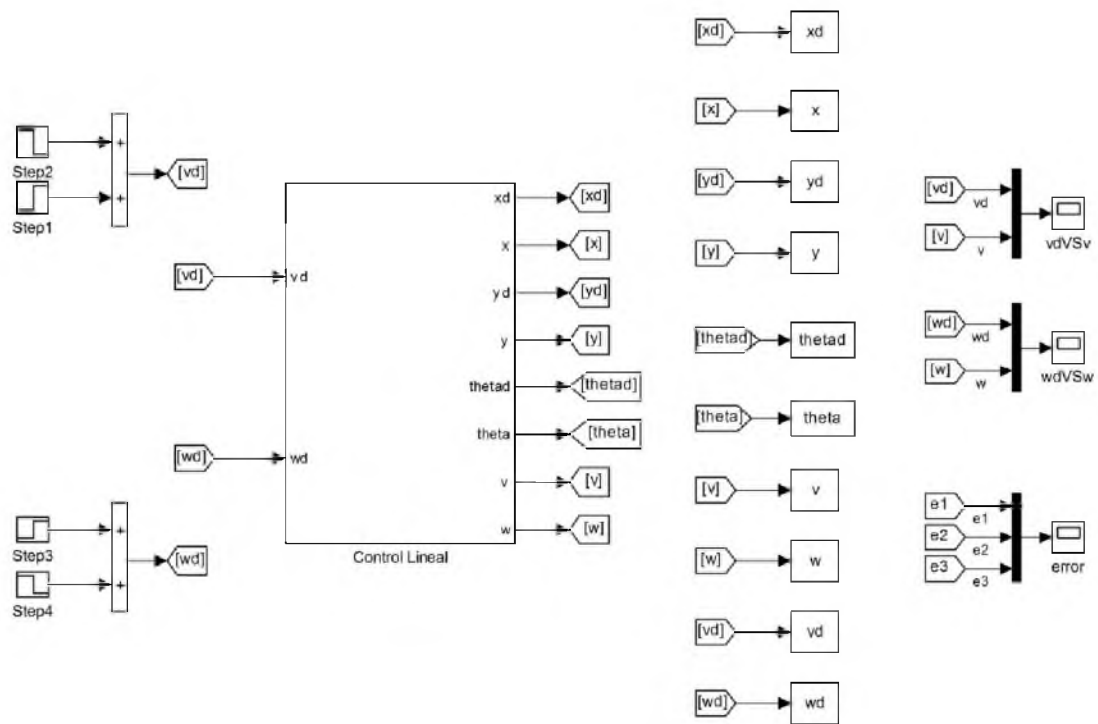 Step2
Step1
+
+
[vd]
[vd]
vd
[wd]
wd
Step3
Step4
+
+
[wd]
xd
x
yd
y
thetad
theta
v
w
Control Lineal
[xd]
[x]
[yd]
[y]
[thetad]
[theta]
[v]
[w]
[xd]
xd
[x]
x
[yd]
yd
[y]
y
[thetad]
thetad
[theta]
theta
[v]
v
[w]
w
[vd]
vd
[wd]
wd
[vd]
vd
[v]
v
vdVSv
[wd]
wd
[w]
w
wdVSw
e1
e1
e2
e2
e3
e3
error